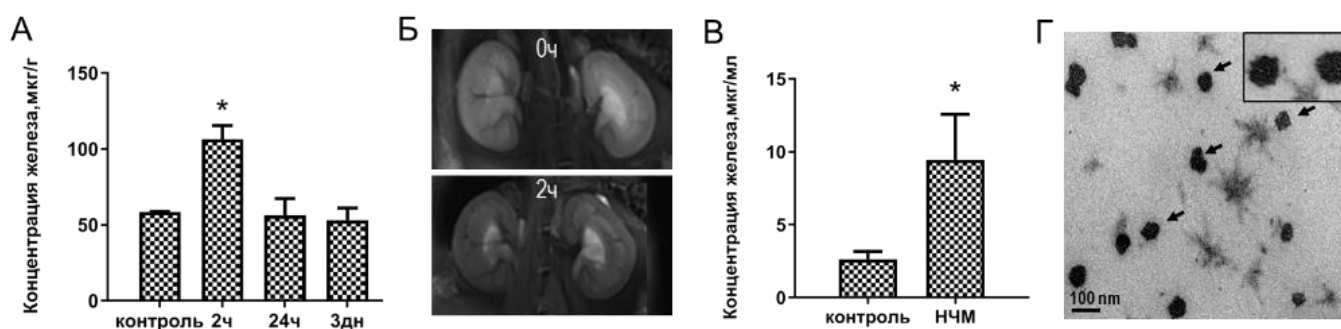 А
Концентрация железа,мкг/г
150
100
50
0
*
контроль 2ч 24ч 3дн
Б
0ч
2ч
В
Концентрация железа,мкг/мл
15
10
5
0
*
контроль НЧМ
Г
100 nm